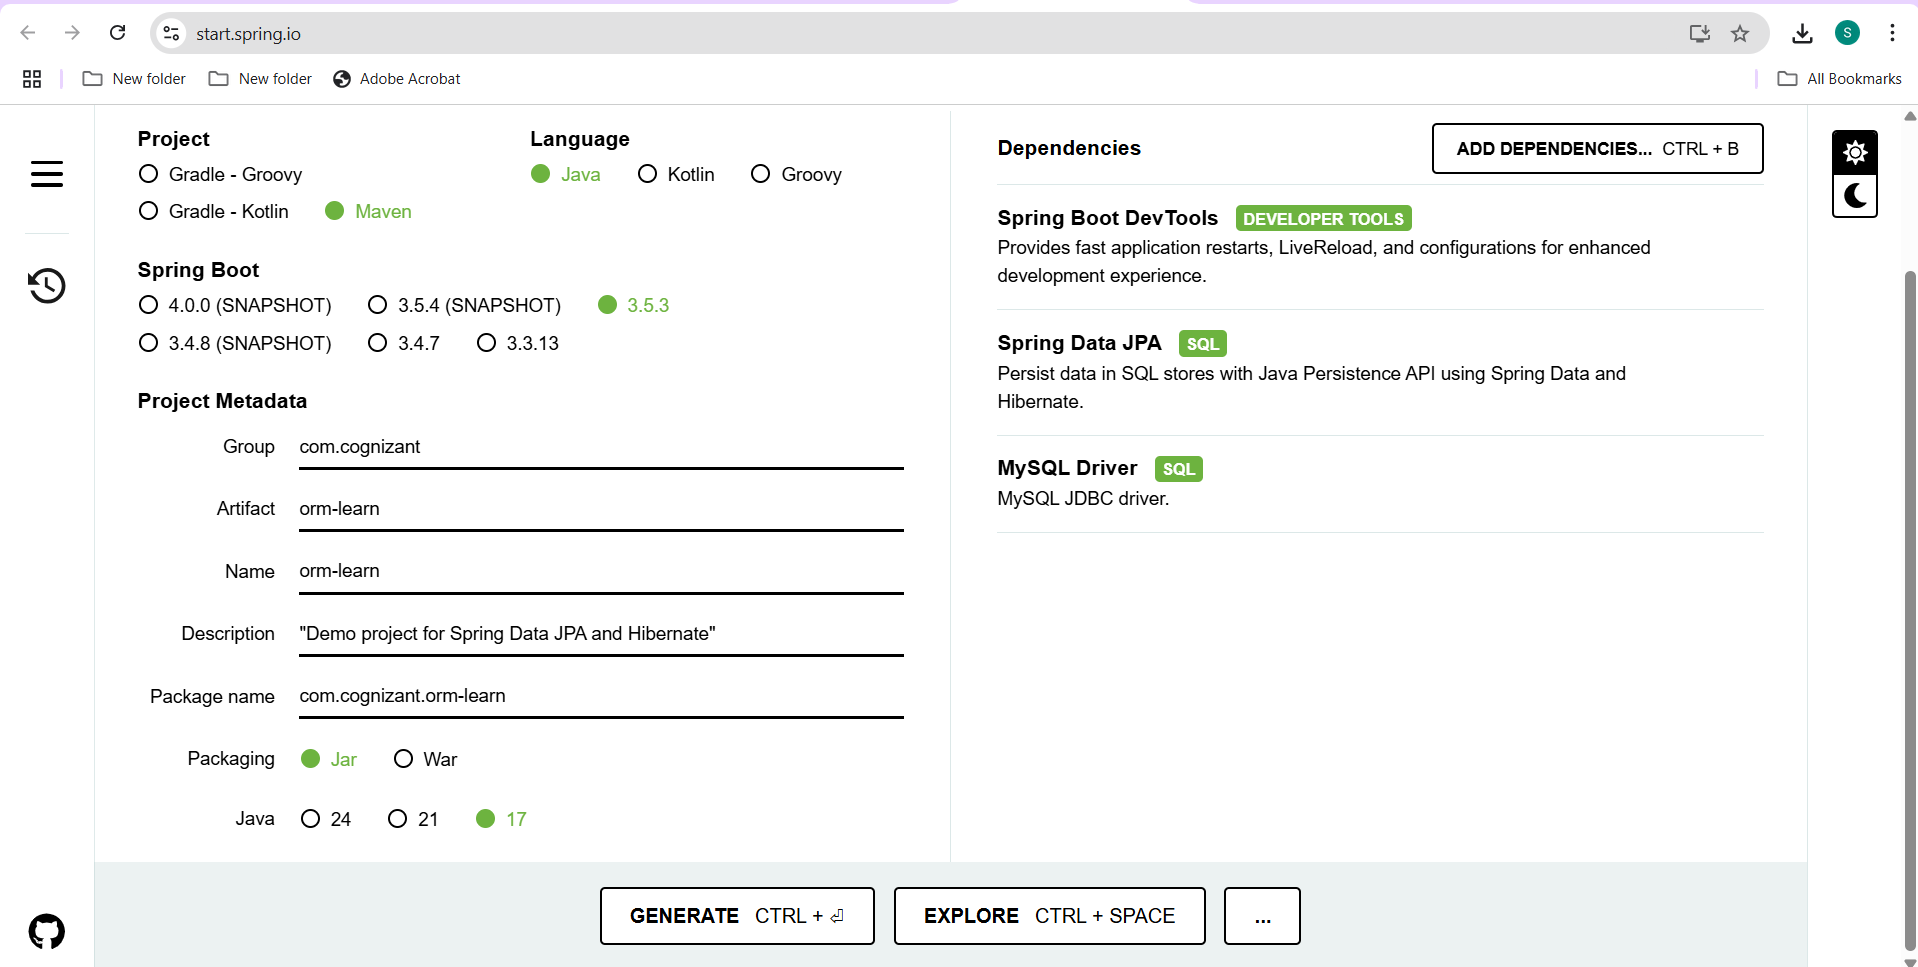 start.spring.io
S
New folder
New folder
Adobe Acrobat
All Bookmarks
Project
Gradle - Groovy
Gradle - Kotlin
Maven
Language
Java
Kotlin
Groovy
Spring Boot
4.0.0 (SNAPSHOT)
3.5.4 (SNAPSHOT)
3.5.3
3.4.8 (SNAPSHOT)
3.4.7
3.3.13
Project Metadata
Group com.cognizant
Artifact orm-learn
Name orm-learn
Description "Demo project for Spring Data JPA and Hibernate"
Package name com.cognizant.orm-learn
Packaging Jar War
Java 24 21 17
Dependencies
ADD DEPENDENCIES... CTRL + B
Spring Boot DevTools DEVELOPER TOOLS
Provides fast application restarts, LiveReload, and configurations for enhanced
development experience.
Spring Data JPA SQL
Persist data in SQL stores with Java Persistence API using Spring Data and
Hibernate.
MySQL Driver SQL
MySQL JDBC driver.
GENERATE CTRL + ⏎
EXPLORE CTRL + SPACE
...